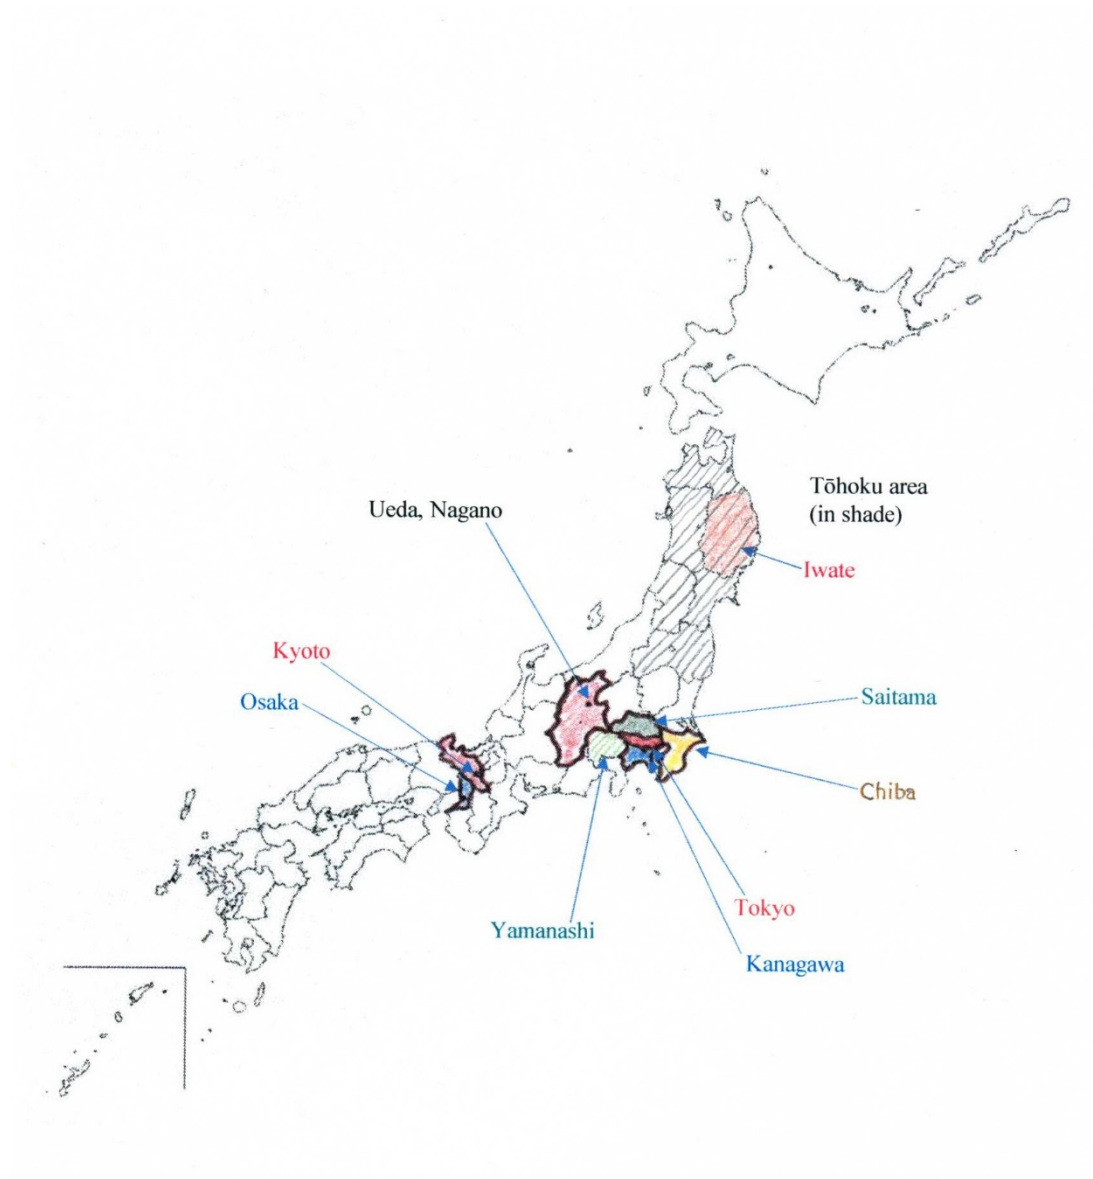 Tōhoku area
(in shade)
Ueda, Nagano
Iwate
Kyoto
Osaka
Saitama
Chiba
Tokyo
Yamanashi
Kanagawa